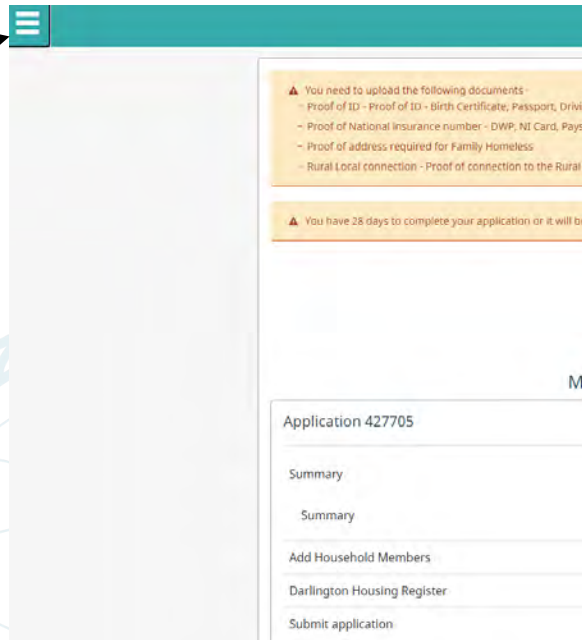 You need to upload the following documents -
- Proof of ID - Proof of ID - Birth Certificate, Passport, Drivi
- Proof of National Insurance number - DWP, NI Card, Pays
- Proof of address required for Family Homeless
- Rural Local connection - Proof of connection to the Rural
You have 28 days to complete your application or it will b
M
Application 427705
Summary
Summary
Add Household Members
Darlington Housing Register
Submit application